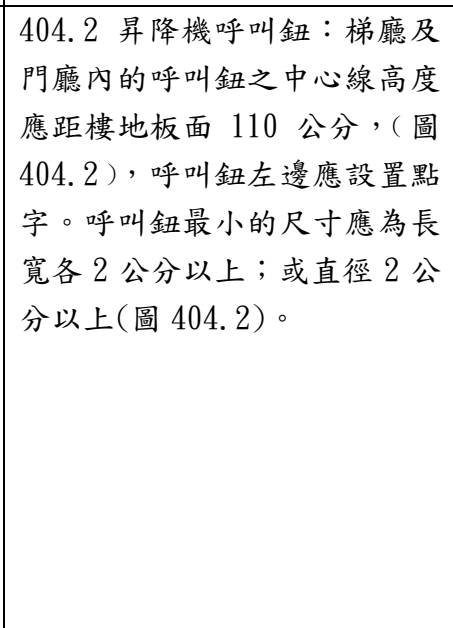 404.2 昇降機呼叫鈕：梯廳及
門廳內的呼叫鈕之中心線高度
應距樓地板面 110 公分，（圖
404.2），呼叫鈕左邊應設置點
字。呼叫鈕最小的尺寸應為長
寬各 2 公分以上；或直徑 2 公
分以上(圖 404.2)。